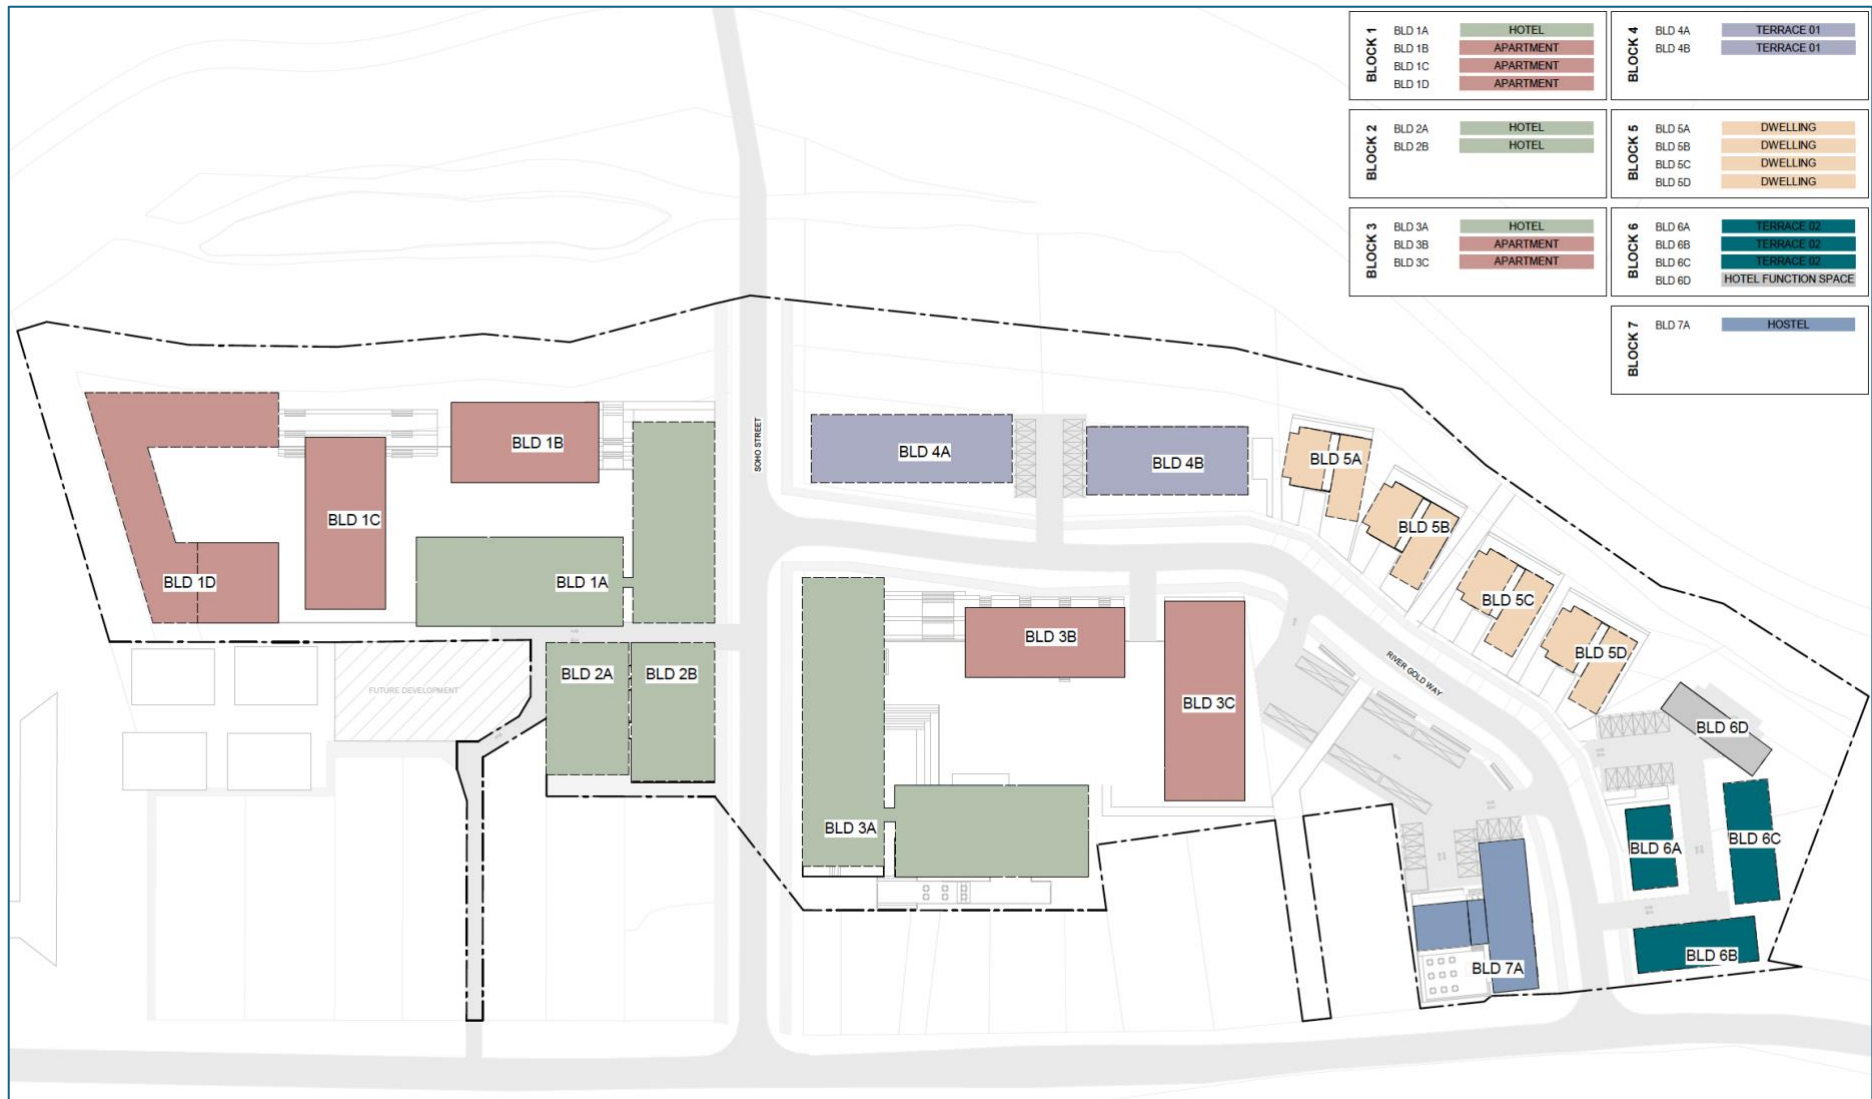 BLOCK 1
BLD 1A HOTEL
BLD 1B APARTMENT
BLD 1C APARTMENT
BLD 1D APARTMENT
BLOCK 4
BLD 4A TERRACE 01
BLD 4B TERRACE 01
BLOCK 2
BLD 2A HOTEL
BLD 2B HOTEL
BLOCK 5
BLD 5A DWELLING
BLD 5B DWELLING
BLD 5C DWELLING
BLD 5D DWELLING
BLOCK 3
BLD 3A HOTEL
BLD 3B APARTMENT
BLD 3C APARTMENT
BLOCK 6
BLD 6A TERRACE 02
BLD 6B TERRACE 02
BLD 6C TERRACE 02
BLD 6D HOTEL FUNCTION SPACE
BLOCK 7
BLD 7A HOSTEL
SOHO STREET
BLD 1B
BLD 4A
BLD 4B
BLD 5A
BLD 1C
BLD 5B
BLD 1D
BLD 1A
BLD 5C
BLD 3B
BLD 5D
BLD 2A
BLD 2B
RIVER GOLD WAY
FUTURE DEVELOPMENT
BLD 3C
BLD 6D
BLD 3A
BLD 6C
BLD 6A
BLD 6B
BLD 7A